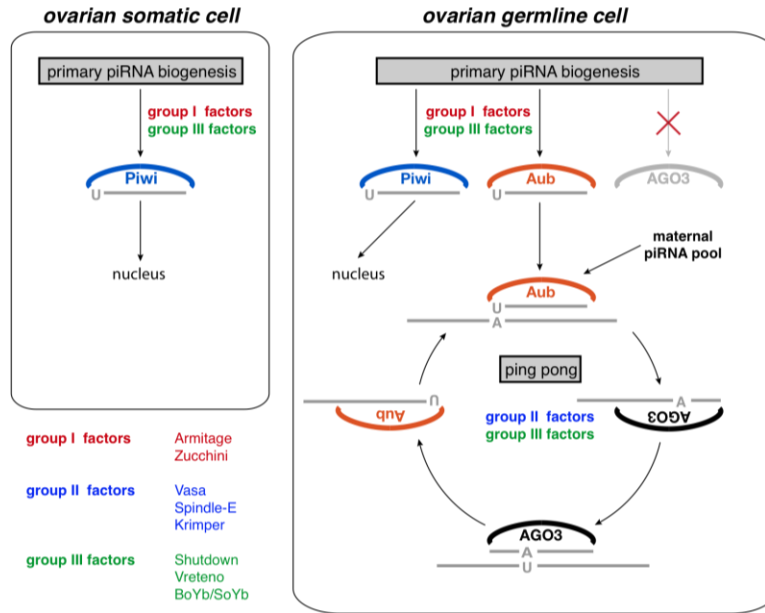 ovarian somatic cell
primary piRNA biogenesis
group I factors
group III factors
Piwi
U
nucleus
group I factors
Armitage
Zucchini
group II factors
Vasa
Spindle-E
Krimper
group III factors
Shutdown
Vreteno
BoYb/SoYb
ovarian germline cell
primary piRNA biogenesis
group I factors
group III factors
Piwi
U
Aub
U
AGO3
nucleus
maternal
piRNA pool
Aub
U
A
ping pong
group II factors
group III factors
U
Aub
A
AGO3
AGO3
A
U